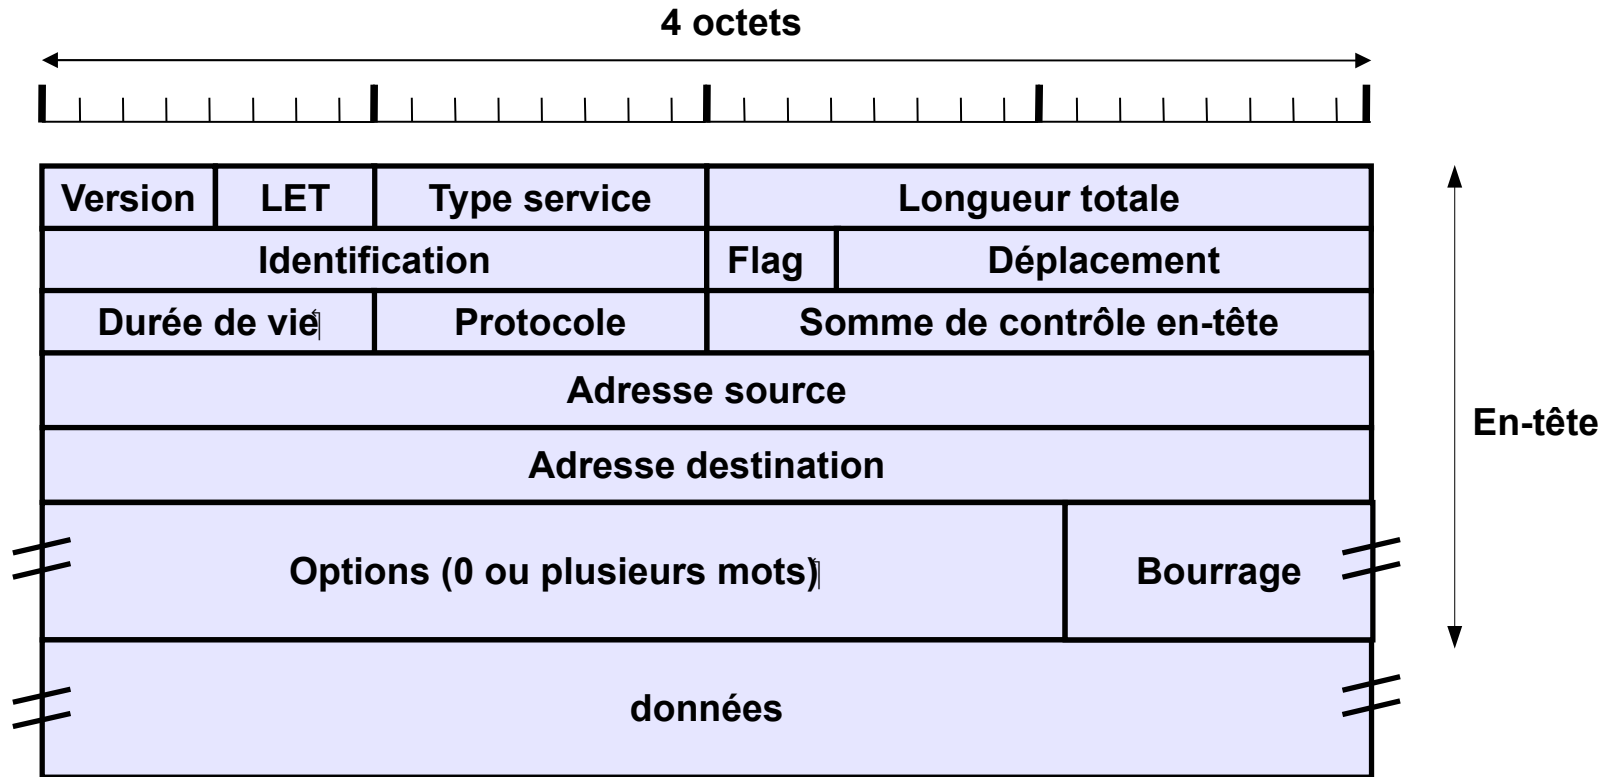 4 octets
Version LET Type service Longueur totale
Identification Flag Déplacement
Durée de vie Protocole Somme de contrôle en-tête
Adresse source
En-tête
Adresse destination
Options (0 ou plusieurs mots) Bourrage
données